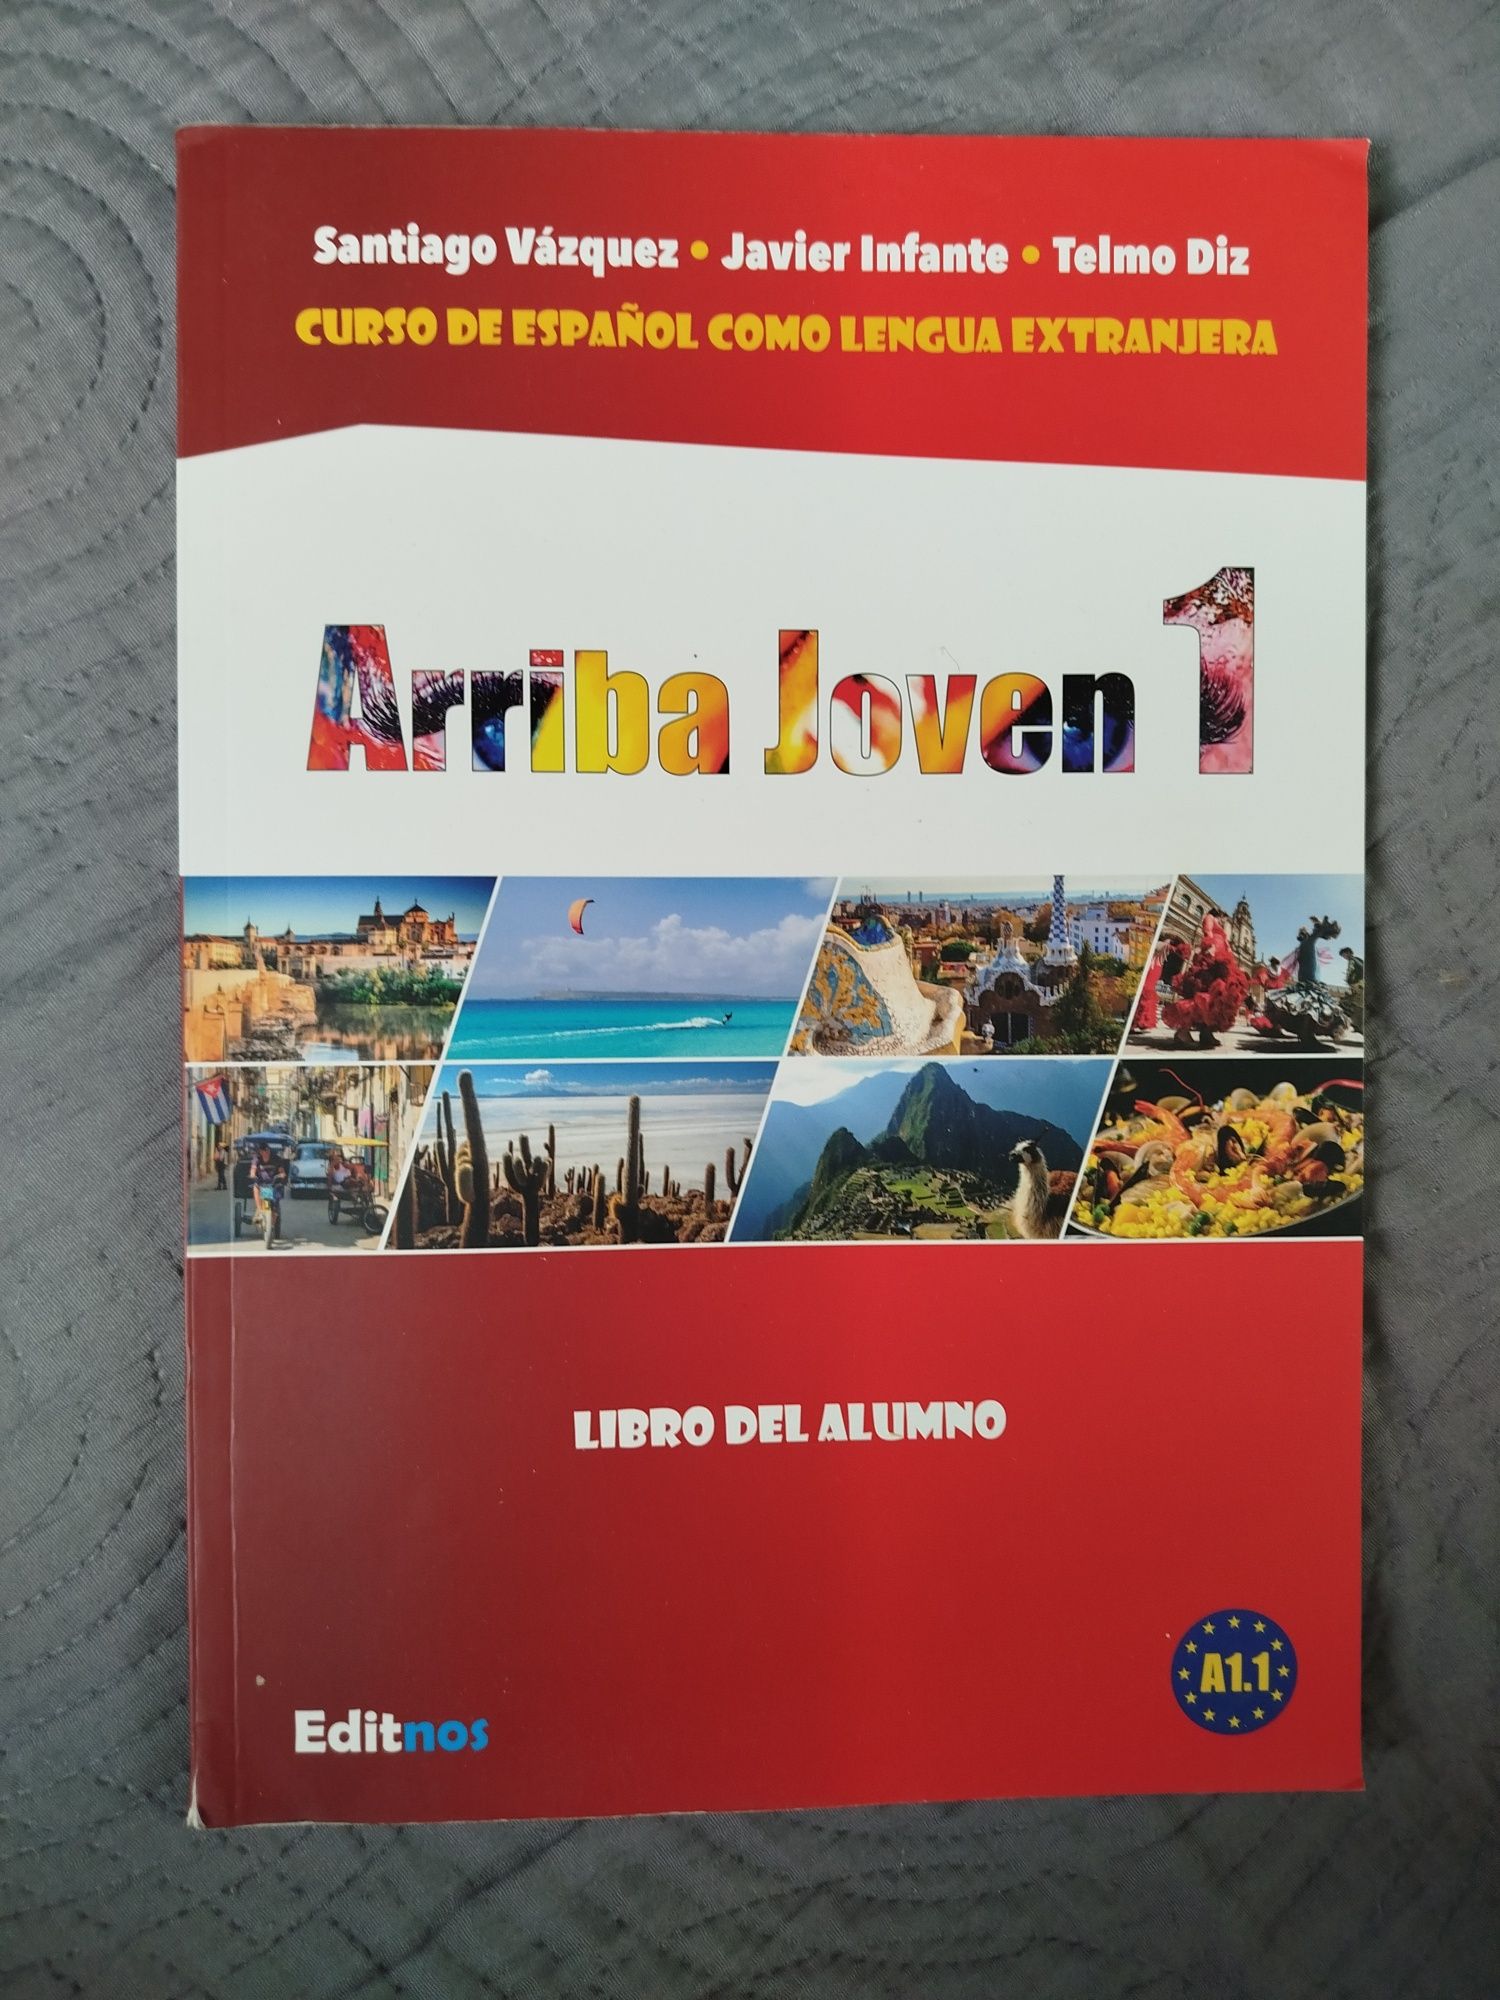 Santiago Vázquez • Javier Infante • Telmo Diz
CURSO DE ESPAÑOL COMO LENGUA EXTRANJERA
Arriba Joven 1
LIBRO DEL ALUMNO
A1.1
Editnos